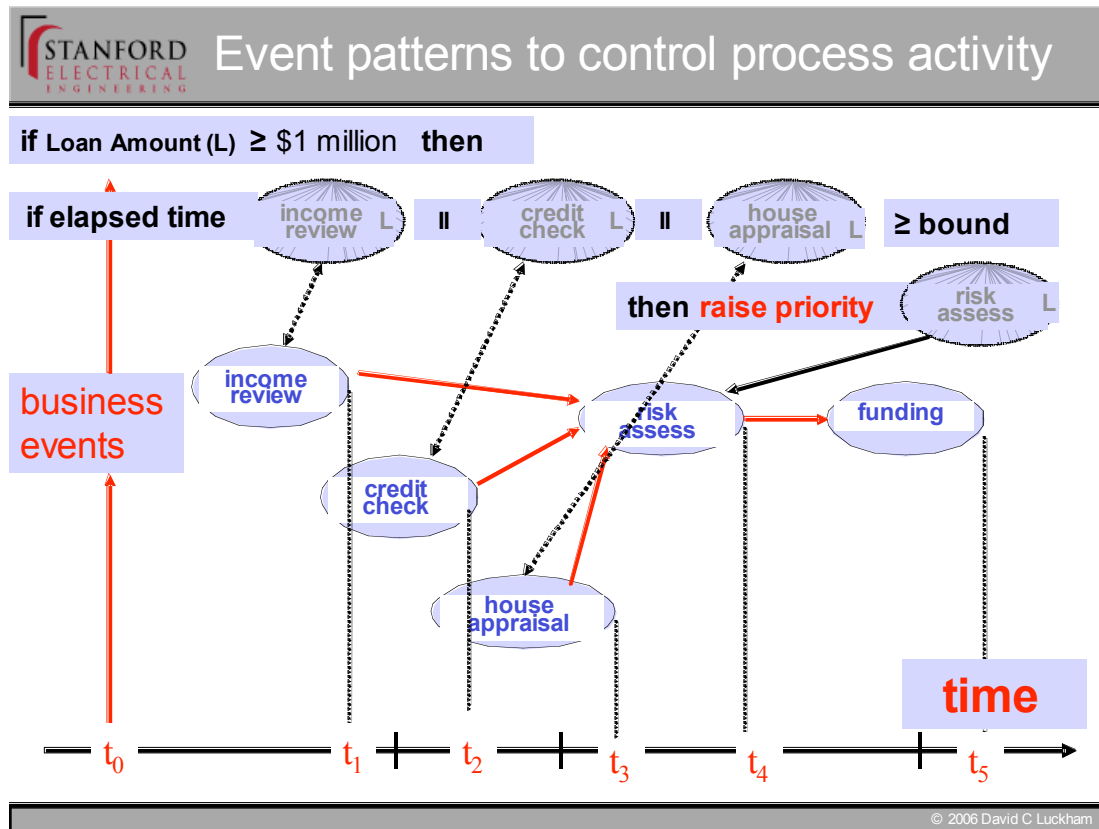 STANFORD
ELECTRICAL
ENGINEERING
Event patterns to control process activity
if Loan Amount (L) ≥ $1 million then
if elapsed time
income
review L
॥
credit
check L
॥
house
appraisal L
≥ bound
then raise priority
risk
assess L
business
events
income
review
credit
check
house
appraisal
risk
assess
funding
time
t0
t1
t2
t3
t4
t5
© 2006 David C Luckham